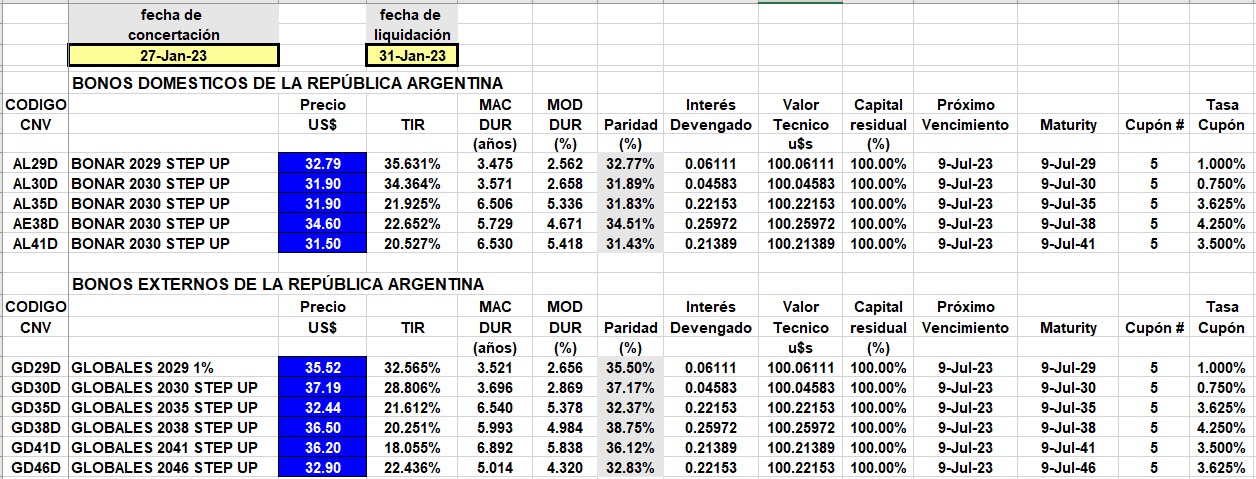 fecha de fecha de
concertación liquidación
27-Jan-23 31-Jan-23
BONOS DOMESTICOS DE LA REPÚBLICA ARGENTINA
CODIGO Precio MAC MOD Interés Valor Capital Próximo Tasa
CNV US$ TIR DUR DUR Paridad Devengado Tecnico residual Vencimiento Maturity Cupón # Cupón
(años) (%) (%) u$s (%)
AL29D BONAR 2029 STEP UP 32.79 35.631% 3.475 2.562 32.77% 0.06111 100.06111 100.00% 9-Jul-23 9-Jul-29 5 1.000%
AL30D BONAR 2030 STEP UP 31.90 34.364% 3.571 2.658 31.89% 0.04583 100.04583 100.00% 9-Jul-23 9-Jul-30 5 0.750%
AL35D BONAR 2030 STEP UP 31.90 21.925% 6.506 5.336 31.83% 0.22153 100.22153 100.00% 9-Jul-23 9-Jul-35 5 3.625%
AE38D BONAR 2030 STEP UP 34.60 22.652% 5.729 4.671 34.51% 0.25972 100.25972 100.00% 9-Jul-23 9-Jul-38 5 4.250%
AL41D BONAR 2030 STEP UP 31.50 20.527% 6.530 5.418 31.43% 0.21389 100.21389 100.00% 9-Jul-23 9-Jul-41 5 3.500%
BONOS EXTERNOS DE LA REPÚBLICA ARGENTINA
CODIGO Precio MAC MOD Interés Valor Capital Próximo Tasa
CNV US$ TIR DUR DUR Paridad Devengado Tecnico residual Vencimiento Maturity Cupón # Cupón
(años) (%) (%) u$s (%)
GD29D GLOBALES 2029 1% 35.52 32.565% 3.521 2.656 35.50% 0.06111 100.06111 100.00% 9-Jul-23 9-Jul-29 5 1.000%
GD30D GLOBALES 2030 STEP UP 37.19 28.806% 3.696 2.869 37.17% 0.04583 100.04583 100.00% 9-Jul-23 9-Jul-30 5 0.750%
GD35D GLOBALES 2035 STEP UP 32.44 21.612% 6.540 5.378 32.37% 0.22153 100.22153 100.00% 9-Jul-23 9-Jul-35 5 3.625%
GD38D GLOBALES 2038 STEP UP 36.50 20.251% 5.993 4.984 38.75% 0.25972 100.25972 100.00% 9-Jul-23 9-Jul-38 5 4.250%
GD41D GLOBALES 2041 STEP UP 36.20 18.055% 6.892 5.838 36.12% 0.21389 100.21389 100.00% 9-Jul-23 9-Jul-41 5 3.500%
GD46D GLOBALES 2046 STEP UP 32.90 22.436% 5.014 4.320 32.83% 0.22153 100.22153 100.00% 9-Jul-23 9-Jul-46 5 3.625%